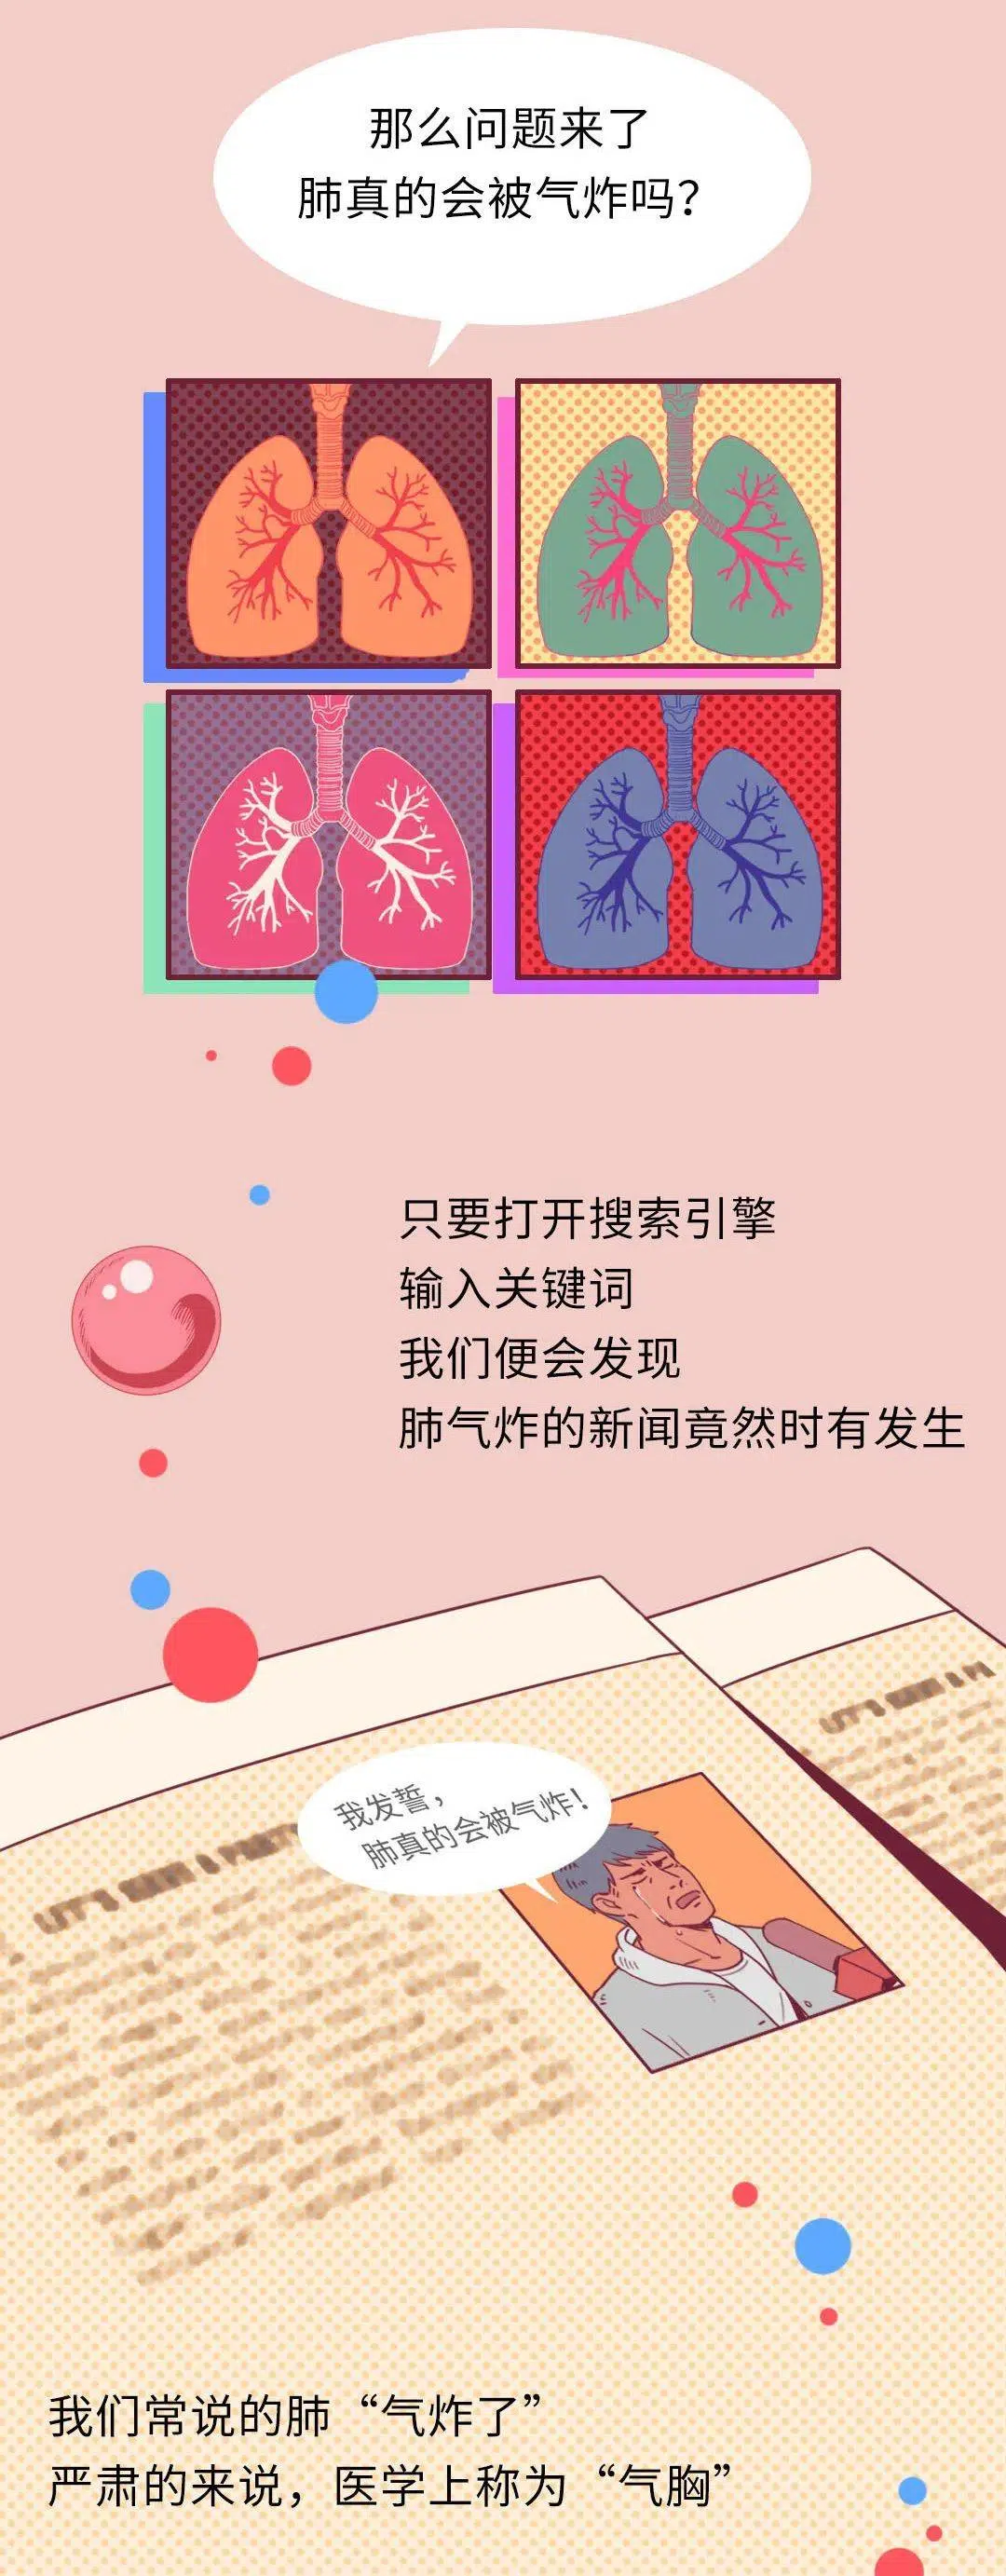 那么问题来了
肺真的会被气炸吗？
只要打开搜索引擎
输入关键词
我们便会发现
肺气炸的新闻竟然时有发生
我发誓，
肺真的会被气炸！
我们常说的肺“气炸了”
严肃的来说，医学上称为“气胸”